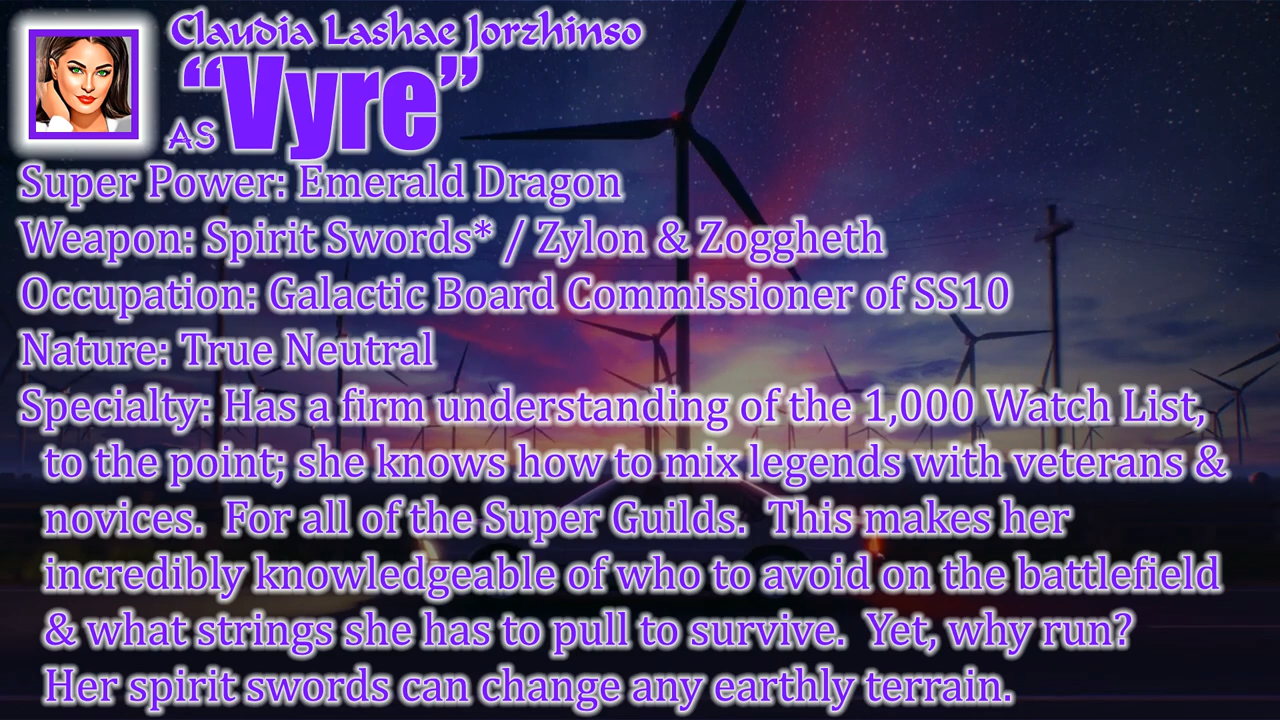 Claudia Lashae Jorzhinso
AS “Vyre”
Super Power: Emerald Dragon
Weapon: Spirit Swords* / Zylon & Zoggheth
Occupation: Galactic Board Commissioner of SS10
Nature: True Neutral
Specialty: Has a firm understanding of the 1,000 Watch List,
to the point; she knows how to mix legends with veterans &
novices.  For all of the Super Guilds.  This makes her
incredibly knowledgeable of who to avoid on the battlefield
& what strings she has to pull to survive.  Yet, why run?
Her spirit swords can change any earthly terrain.